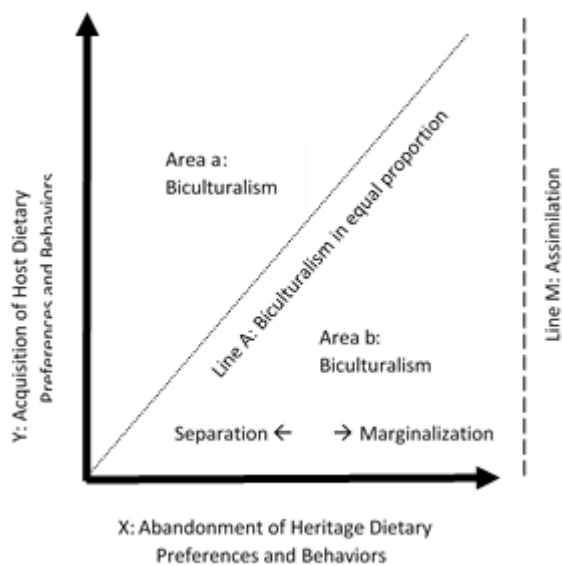 Y: Acquisition of Host Dietary
Preferences and Behaviors
Area a:
Biculturalism
Line A: Biculturalism in equal proportion
Area b:
Biculturalism
Separation ← → Marginalization
Line M: Assimilation
X: Abandonment of Heritage Dietary
Preferences and Behaviors